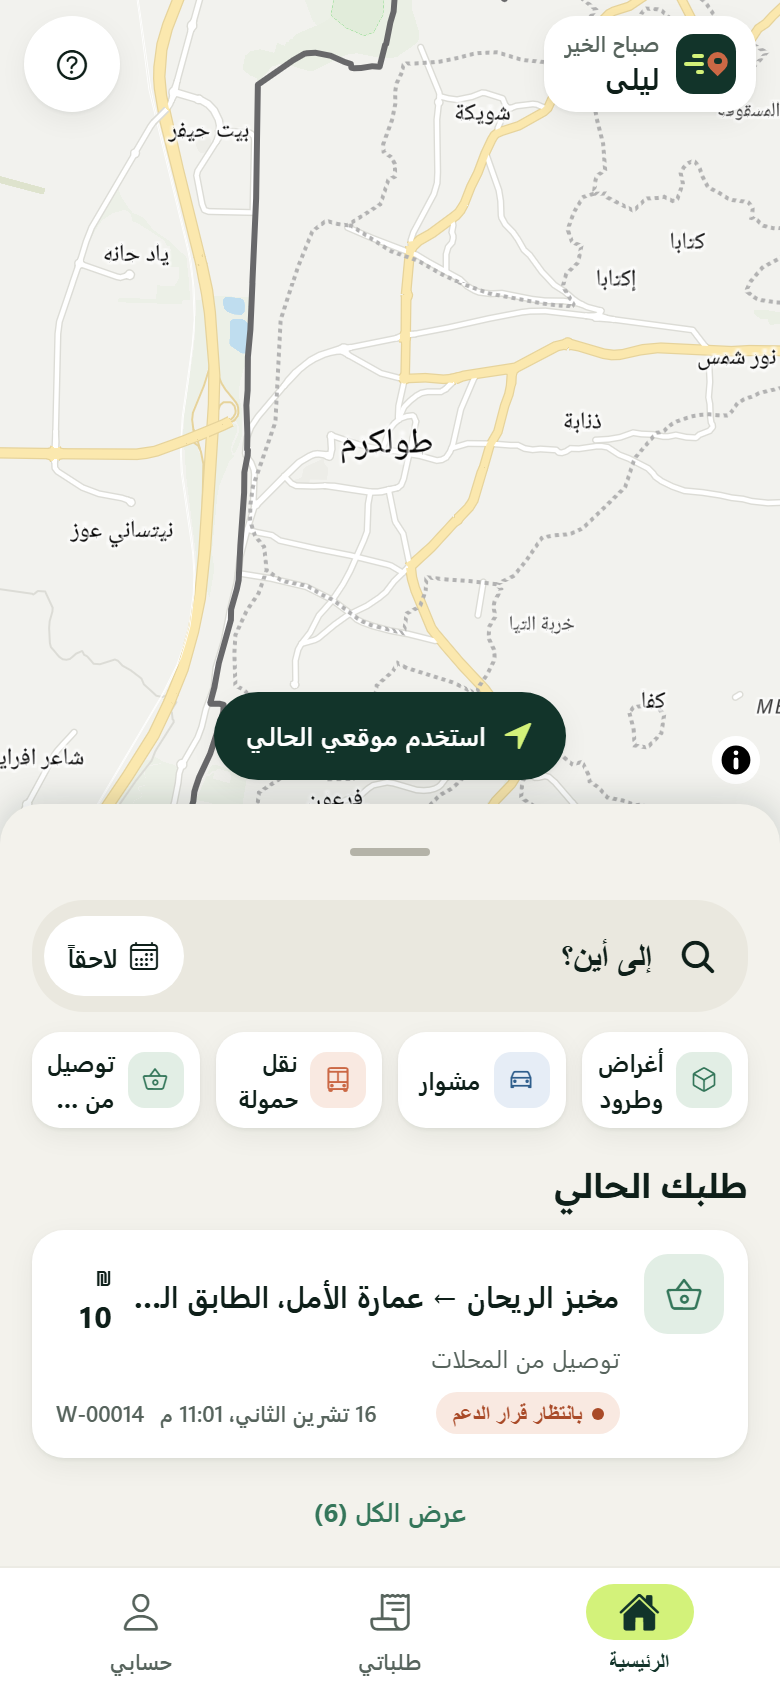 صباح الخير
ليلى
شويكة
بيت حيفر
كتابا
ياد حانه
إكتابا
نور شمس
ذنابة
طولكرم
نيتساني عوز
خربة التيا
كفا
استخدم موقعي الحالي
شاعر افراي
فرعون
إلى أين؟
لاحقاً
أغراض وطرود
مشوار
نقل حمولة
توصيل من ...
طلبك الحالي
مخبز الريحان ← عمارة الأمل، الطابق الـ...
₪ 10
توصيل من المحلات
بانتظار قرار الدعم
16 تشرين الثاني، 11:01 م
W-00014
عرض الكل (6)
الرئيسية
طلباتي
حسابي